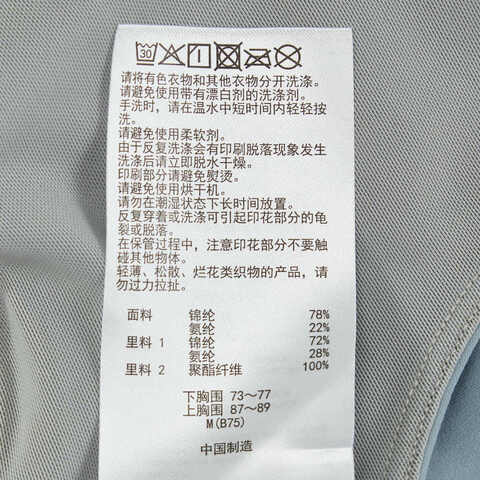 30
请将有色衣物和其他衣物分开洗涤。
请避免使用带有漂白剂的洗涤剂。
手洗时，请在温水中短时间内轻轻按
洗。
请避免使用柔软剂。
由于反复洗涤会有印刷脱落现象发生
洗涤后请立即脱水干燥。
印刷部分请避免熨烫。
请避免使用烘干机。
请勿在潮湿状态下长时间放置。
反复穿着或洗涤可引起印花部分的龟
裂或脱落。
在保管过程中，注意印花部分不要触
碰其他物体。
轻薄、松散、烂花类织物的产品，请
勿过力拉扯。
面料 锦纶 78%
氨纶 22%
里料 1 锦纶 72%
氨纶 28%
里料 2 聚酯纤维 100%
下胸围 73～77
上胸围 87～89
M(B75)
中国制造